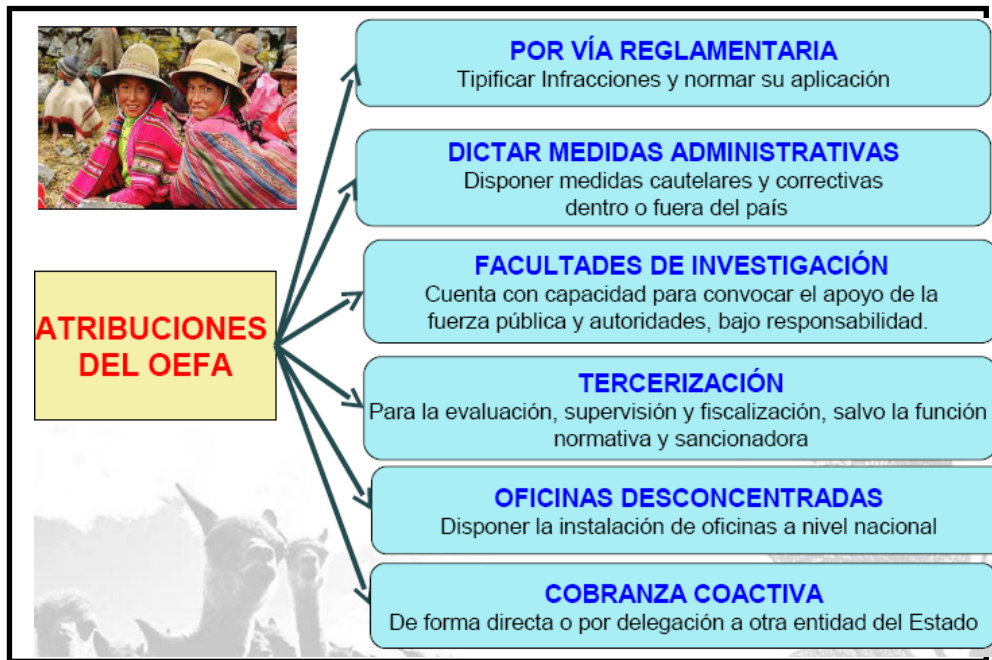 POR VÍA REGLAMENTARIA
Tipificar Infracciones y normar su aplicación
DICTAR MEDIDAS ADMINISTRATIVAS
Disponer medidas cautelares y correctivas
dentro o fuera del país
FACULTADES DE INVESTIGACIÓN
Cuenta con capacidad para convocar el apoyo de la
fuerza pública y autoridades, bajo responsabilidad.
ATRIBUCIONES
DEL OEFA
TERCERIZACIÓN
Para la evaluación, supervisión y fiscalización, salvo la función
normativa y sancionadora
OFICINAS DESCONCENTRADAS
Disponer la instalación de oficinas a nivel nacional
COBRANZA COACTIVA
De forma directa o por delegación a otra entidad del Estado